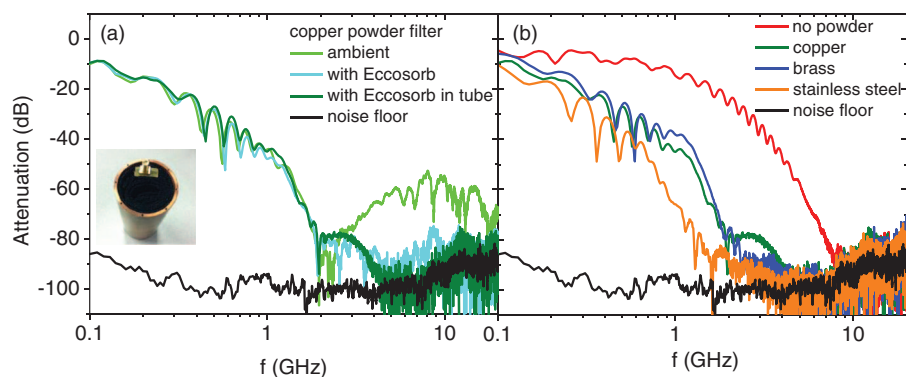 (a)
copper powder filter
ambient
with Eccosorb
with Eccosorb in tube
noise floor
(b)
no powder
copper
brass
stainless steel
noise floor
Attenuation (dB)
0
-20
-40
-60
-80
-100
0.1
1
10
0.1
1
10
f (GHz)
f (GHz)